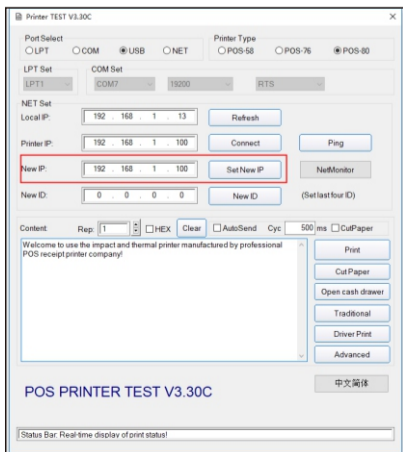 Printer TEST V3.30C
Port Select
Printer Type
LPT COM USB NET POS-58 POS-76 POS-80
LPT Set COM Set
LPT1 COM7 19200 RTS
NET Set
Local IP: 192 . 168 . 1 . 13 Refresh
Printer IP: 192 . 168 . 1 . 100 Connect Ping
New IP: 192 . 168 . 1 . 100 Set New IP NetMonitor
New ID: 0 . 0 . 0 . 0 New ID (Set last four ID)
Content: Rep: 1 HEX Clear AutoSend Cyc 500 ms CutPaper
Welcome to use the impact and thermal printer manufactured by professional
POS receipt printer company!
Print
Cut Paper
Open cash drawer
Traditional
Driver Print
Advanced
中文简体
POS PRINTER TEST V3.30C
Status Bar: Real-time display of print status!